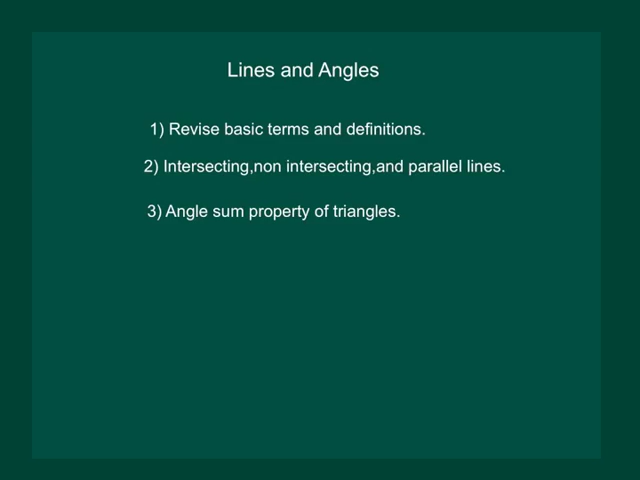 Lines and Angles
1) Revise basic terms and definitions.
2) Intersecting,non intersecting,and parallel lines.
3) Angle sum property of triangles.